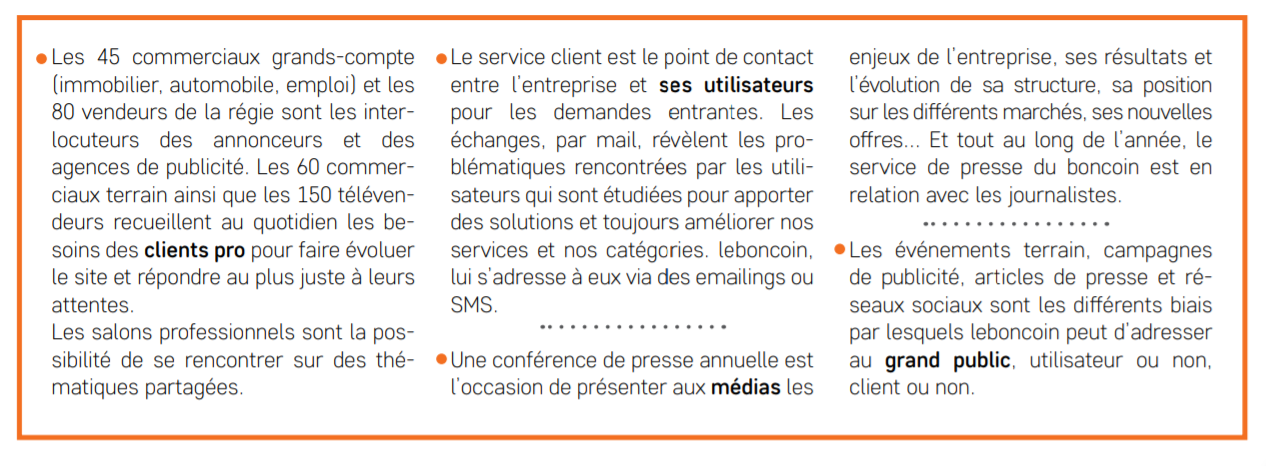 Les 45 commerciaux grands-compte
(immobilier, automobile, emploi) et les
80 vendeurs de la régie sont les inter-
locuteurs des annonceurs et des
agences de publicité. Les 60 commer-
ciaux terrain ainsi que les 150 téléven-
deurs recueillent au quotidien les be-
soins des clients pro pour faire évoluer
le site et répondre au plus juste à leurs
attentes.
Les salons professionnels sont la pos-
sibilité de se rencontrer sur des thé-
matiques partagées.
Le service client est le point de contact
entre l'entreprise et ses utilisateurs
pour les demandes entrantes. Les
échanges, par mail, révèlent les pro-
blématiques rencontrées par les utili-
sateurs qui sont étudiées pour apporter
des solutions et toujours améliorer nos
services et nos catégories. leboncoin,
lui s'adresse à eux via des emailings ou
SMS.
Une conférence de presse annuelle est
l'occasion de présenter aux médias les
enjeux de l'entreprise, ses résultats et
l'évolution de sa structure, sa position
sur les différents marchés, ses nouvelles
offres... Et tout au long de l'année, le
service de presse du boncoin est en
relation avec les journalistes.
Les événements terrain, campagnes
de publicité, articles de presse et ré-
seaux sociaux sont les différents biais
par lesquels leboncoin peut d'adresser
au grand public, utilisateur ou non,
client ou non.